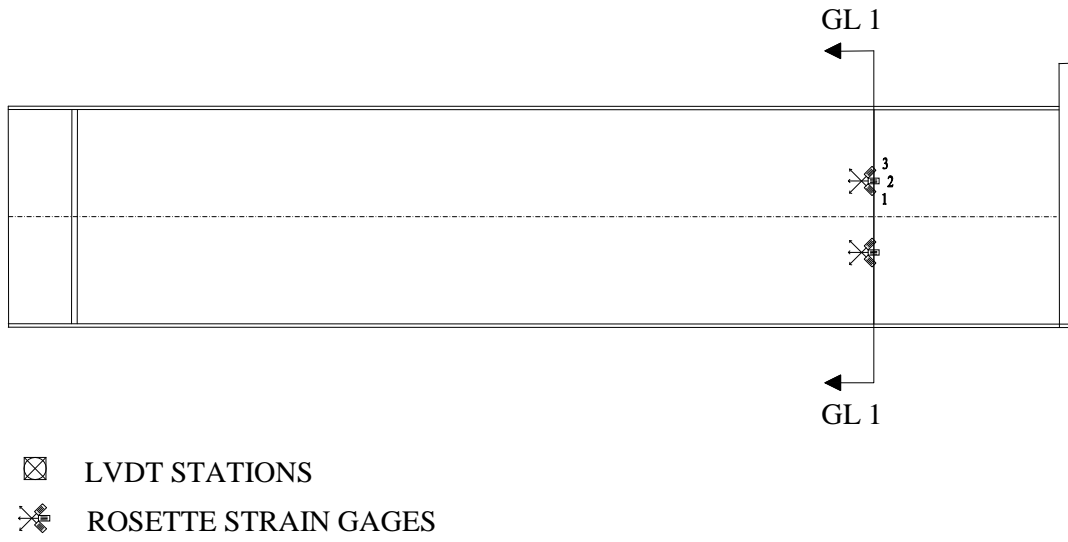 GL 1
3
2
1
GL 1
LVDT STATIONS
ROSETTE STRAIN GAGES